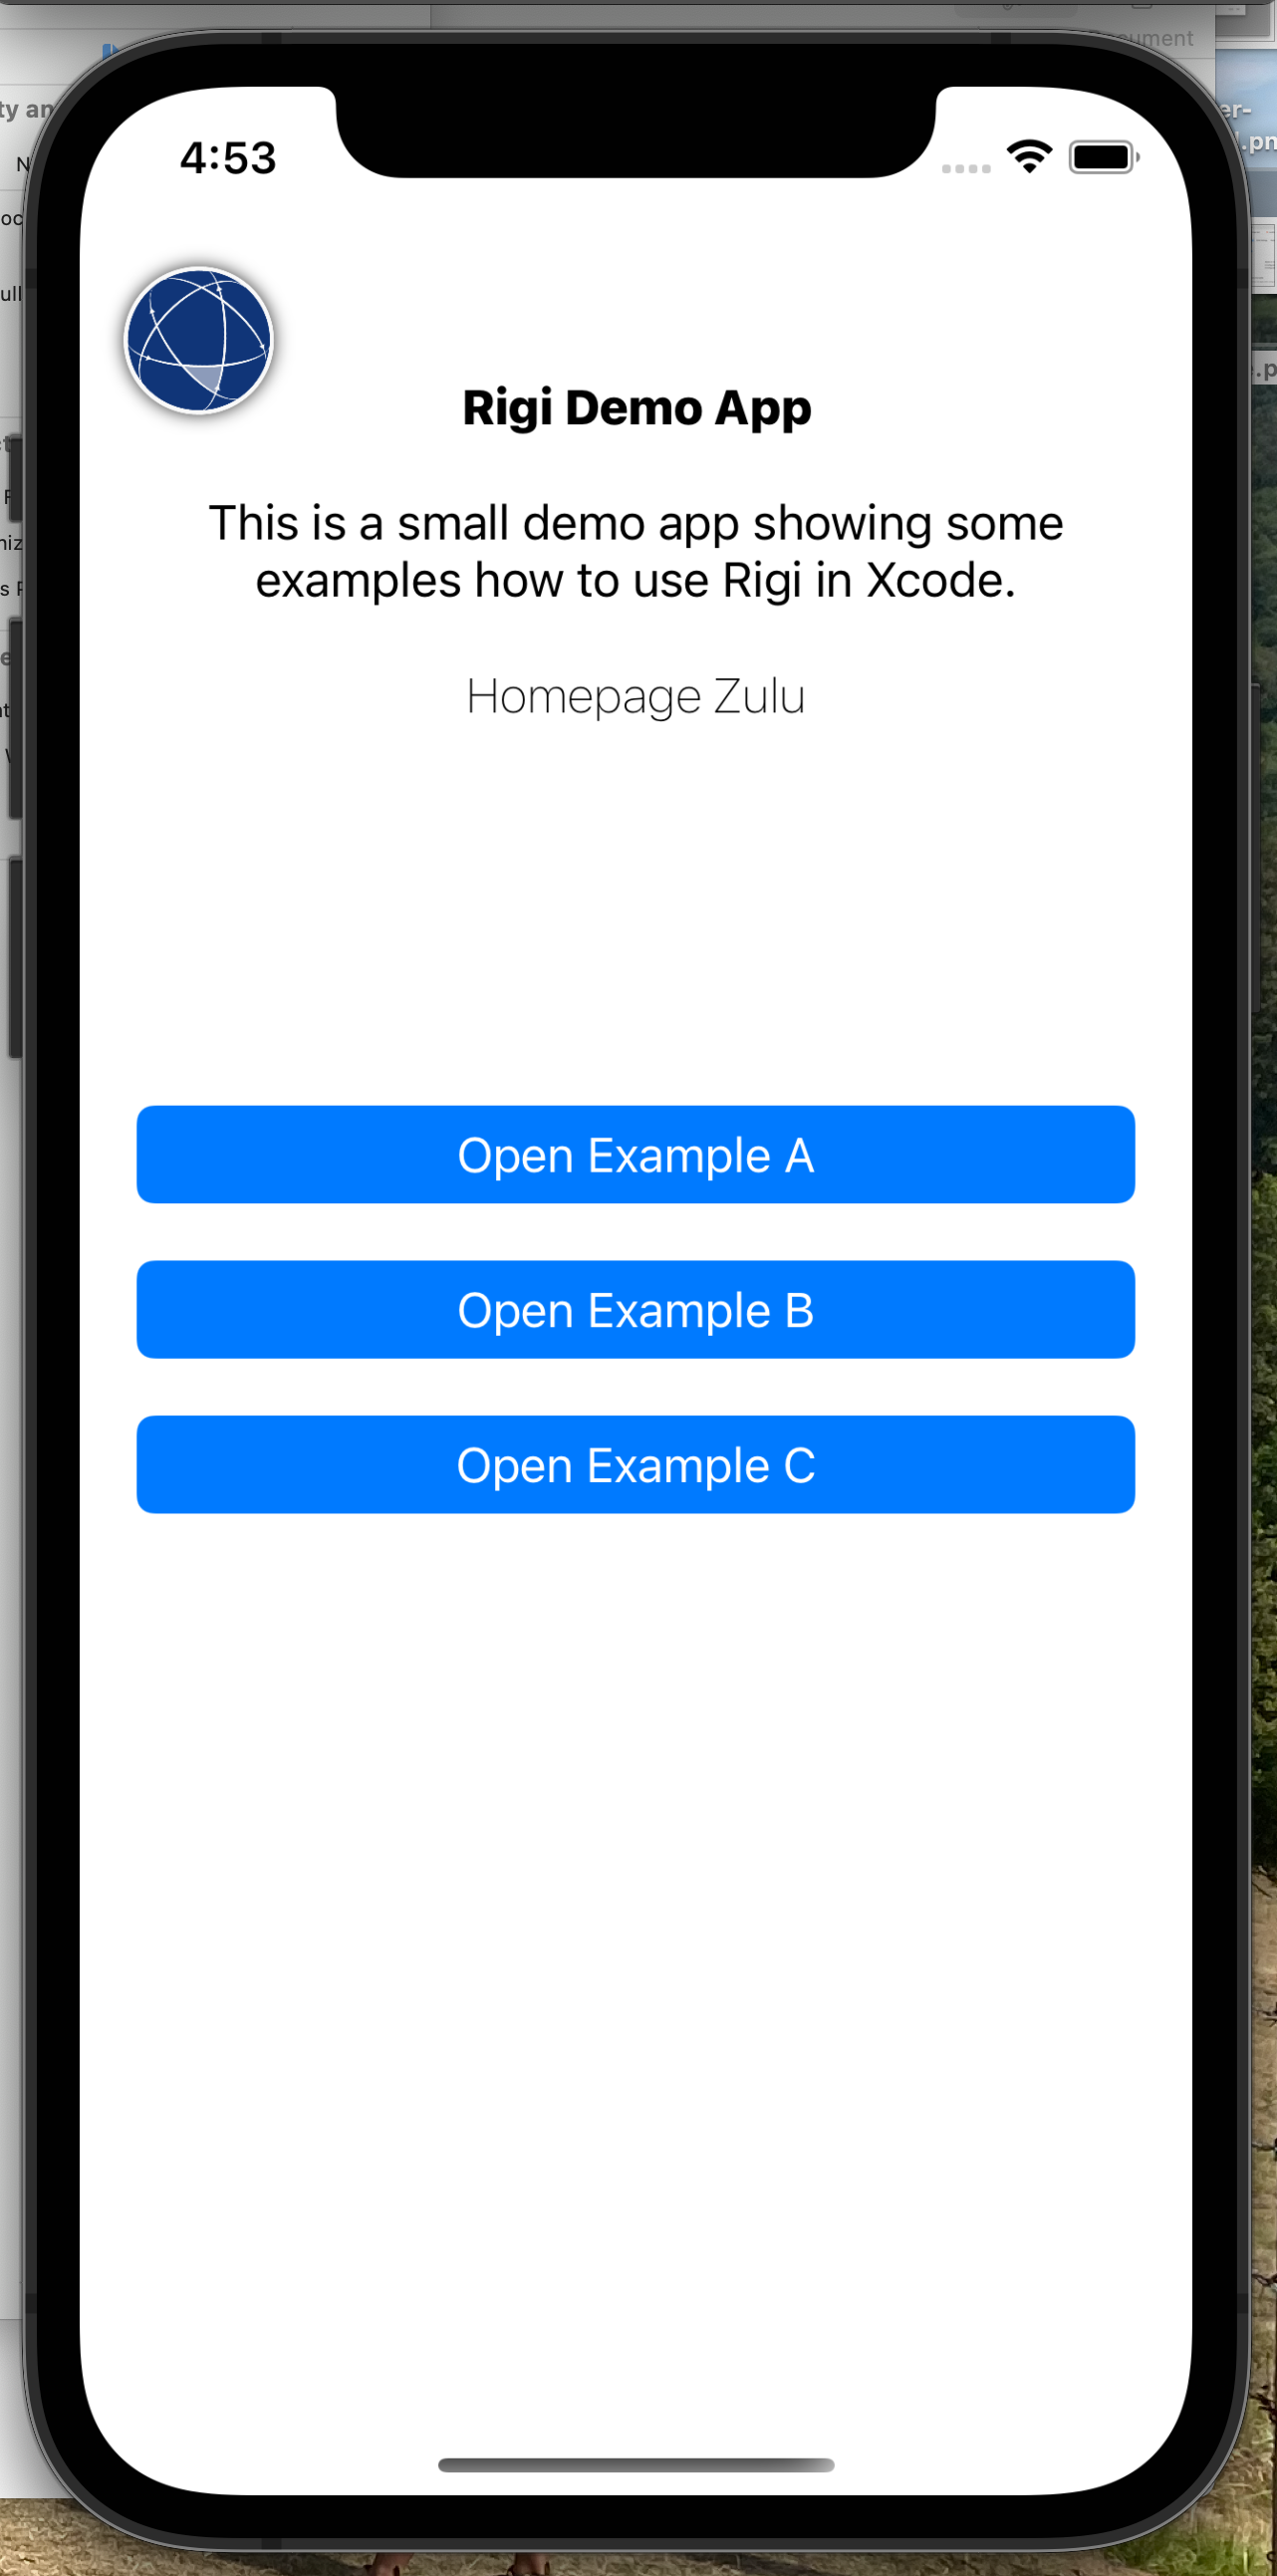 4:53
Rigi Demo App
This is a small demo app showing some
examples how to use Rigi in Xcode.
Homepage Zulu
Open Example A
Open Example B
Open Example C